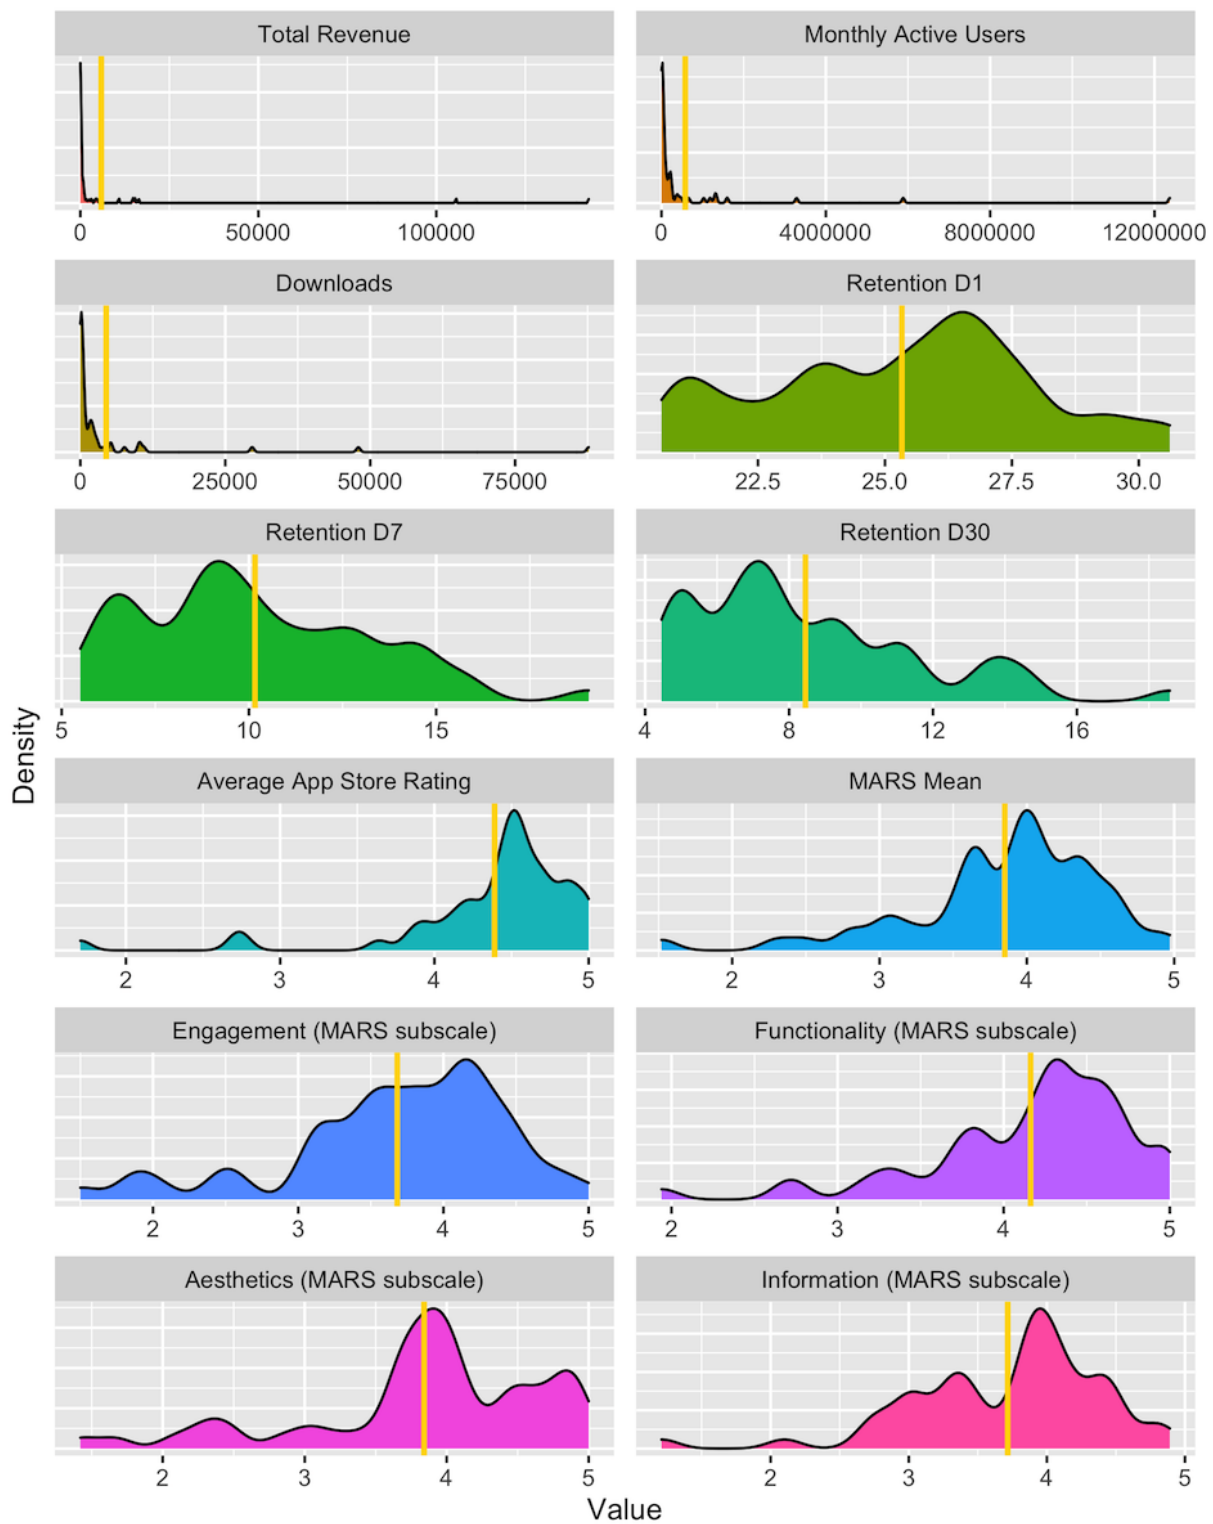 Total Revenue
Monthly Active Users
0 50000 100000
0 4000000 8000000 12000000
Downloads
Retention D1
0 25000 50000 75000
22.5 25.0 27.5 30.0
Retention D7
Retention D30
5 10 15
4 8 12 16
Density
Average App Store Rating
MARS Mean
2 3 4 5
2 3 4 5
Engagement (MARS subscale)
Functionality (MARS subscale)
2 3 4 5
2 3 4 5
Aesthetics (MARS subscale)
Information (MARS subscale)
2 3 4 5
2 3 4 5
Value